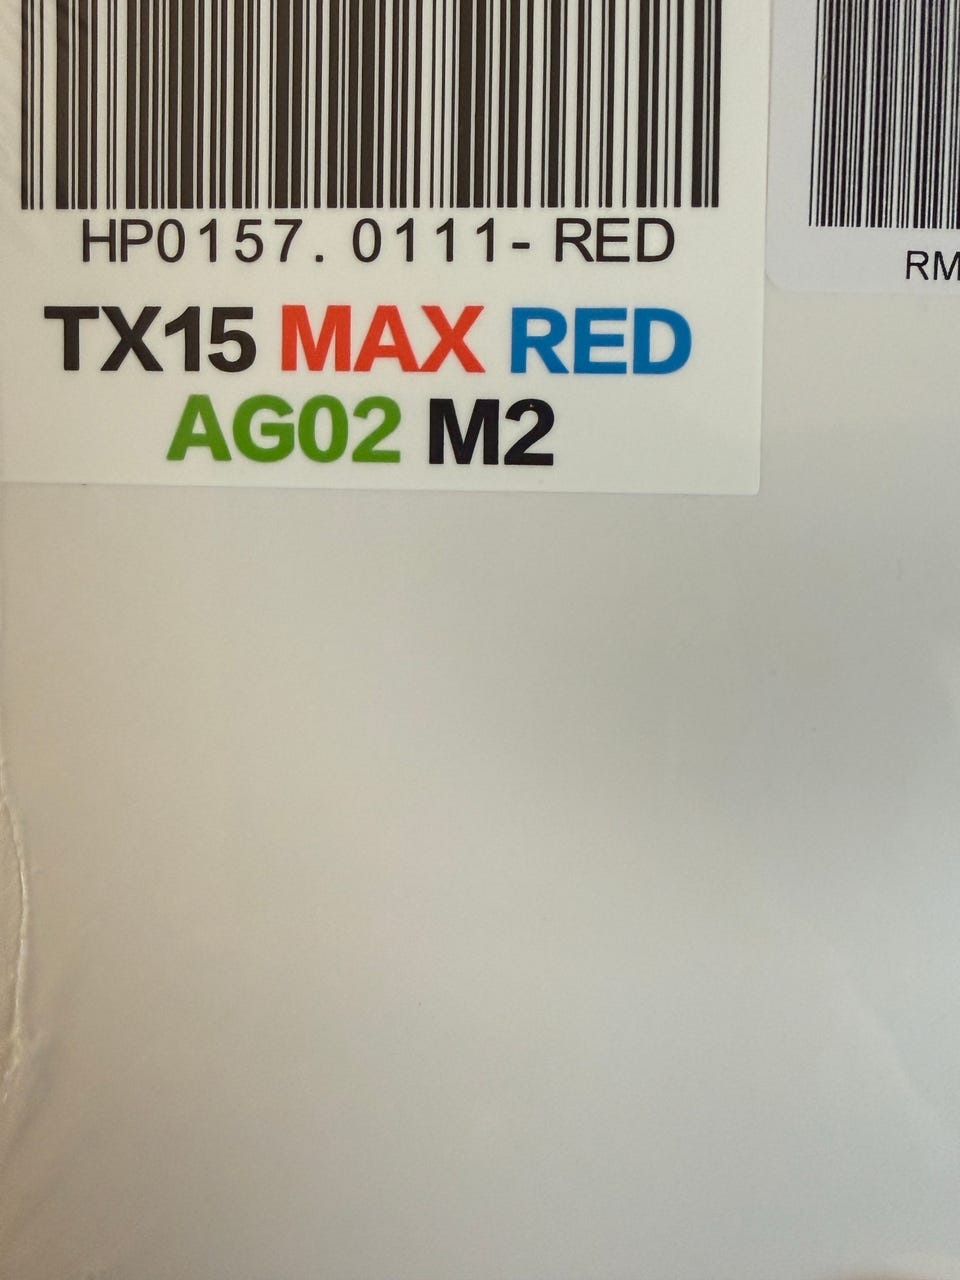 HP0157. 0111- RED
RM
TX15 MAX RED
AG02 M2